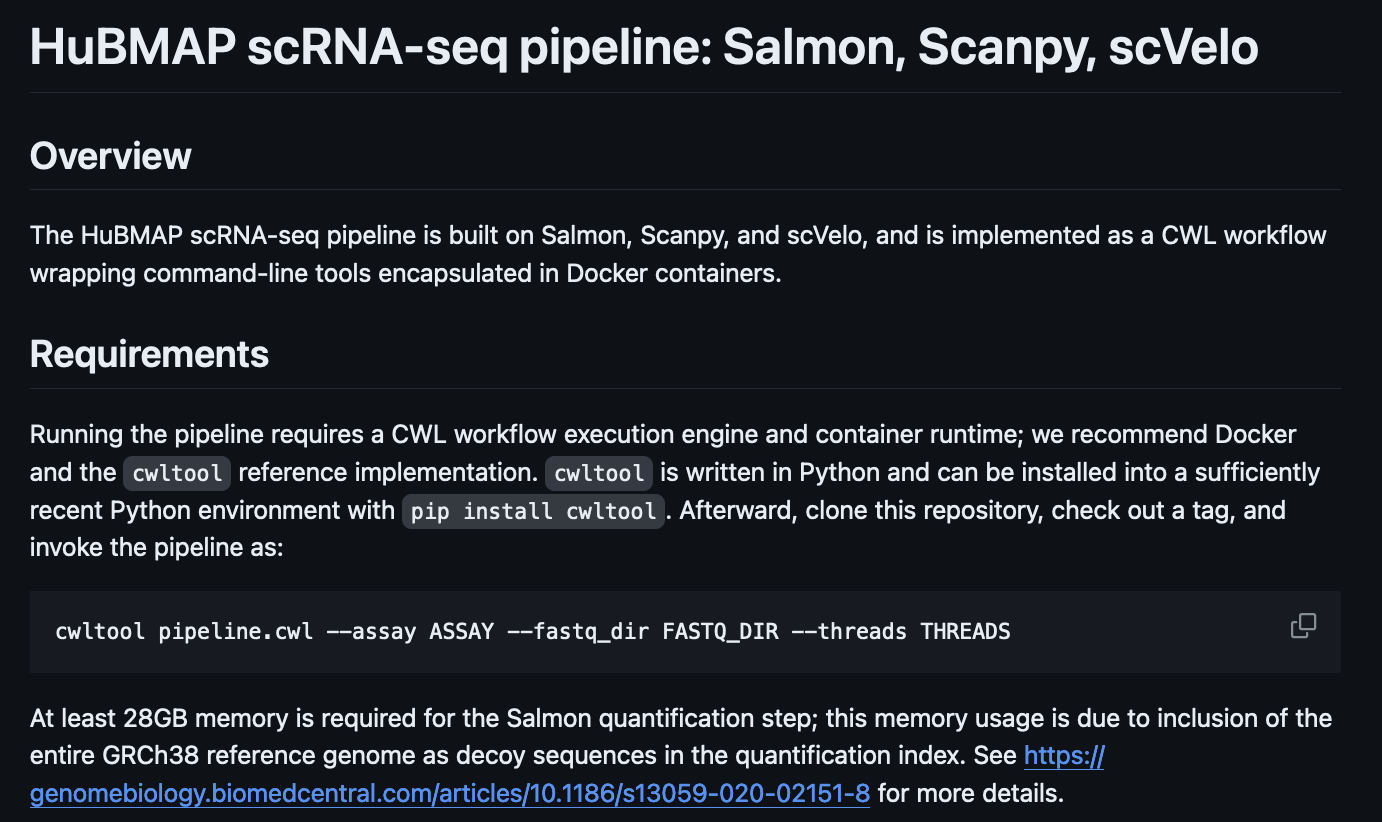 HuBMAP scRNA-seq pipeline: Salmon, Scanpy, scVelo
Overview
The HuBMAP scRNA-seq pipeline is built on Salmon, Scanpy, and scVelo, and is implemented as a CWL workflow
wrapping command-line tools encapsulated in Docker containers.
Requirements
Running the pipeline requires a CWL workflow execution engine and container runtime; we recommend Docker
and the cwltool reference implementation. cwltool is written in Python and can be installed into a sufficiently
recent Python environment with pip install cwltool. Afterward, clone this repository, check out a tag, and
invoke the pipeline as:
cwltool pipeline.cwl --assay ASSAY --fastq_dir FASTQ_DIR --threads THREADS
At least 28GB memory is required for the Salmon quantification step; this memory usage is due to inclusion of the
entire GRCh38 reference genome as decoy sequences in the quantification index. See https://
genomebiology.biomedcentral.com/articles/10.1186/s13059-020-02151-8 for more details.